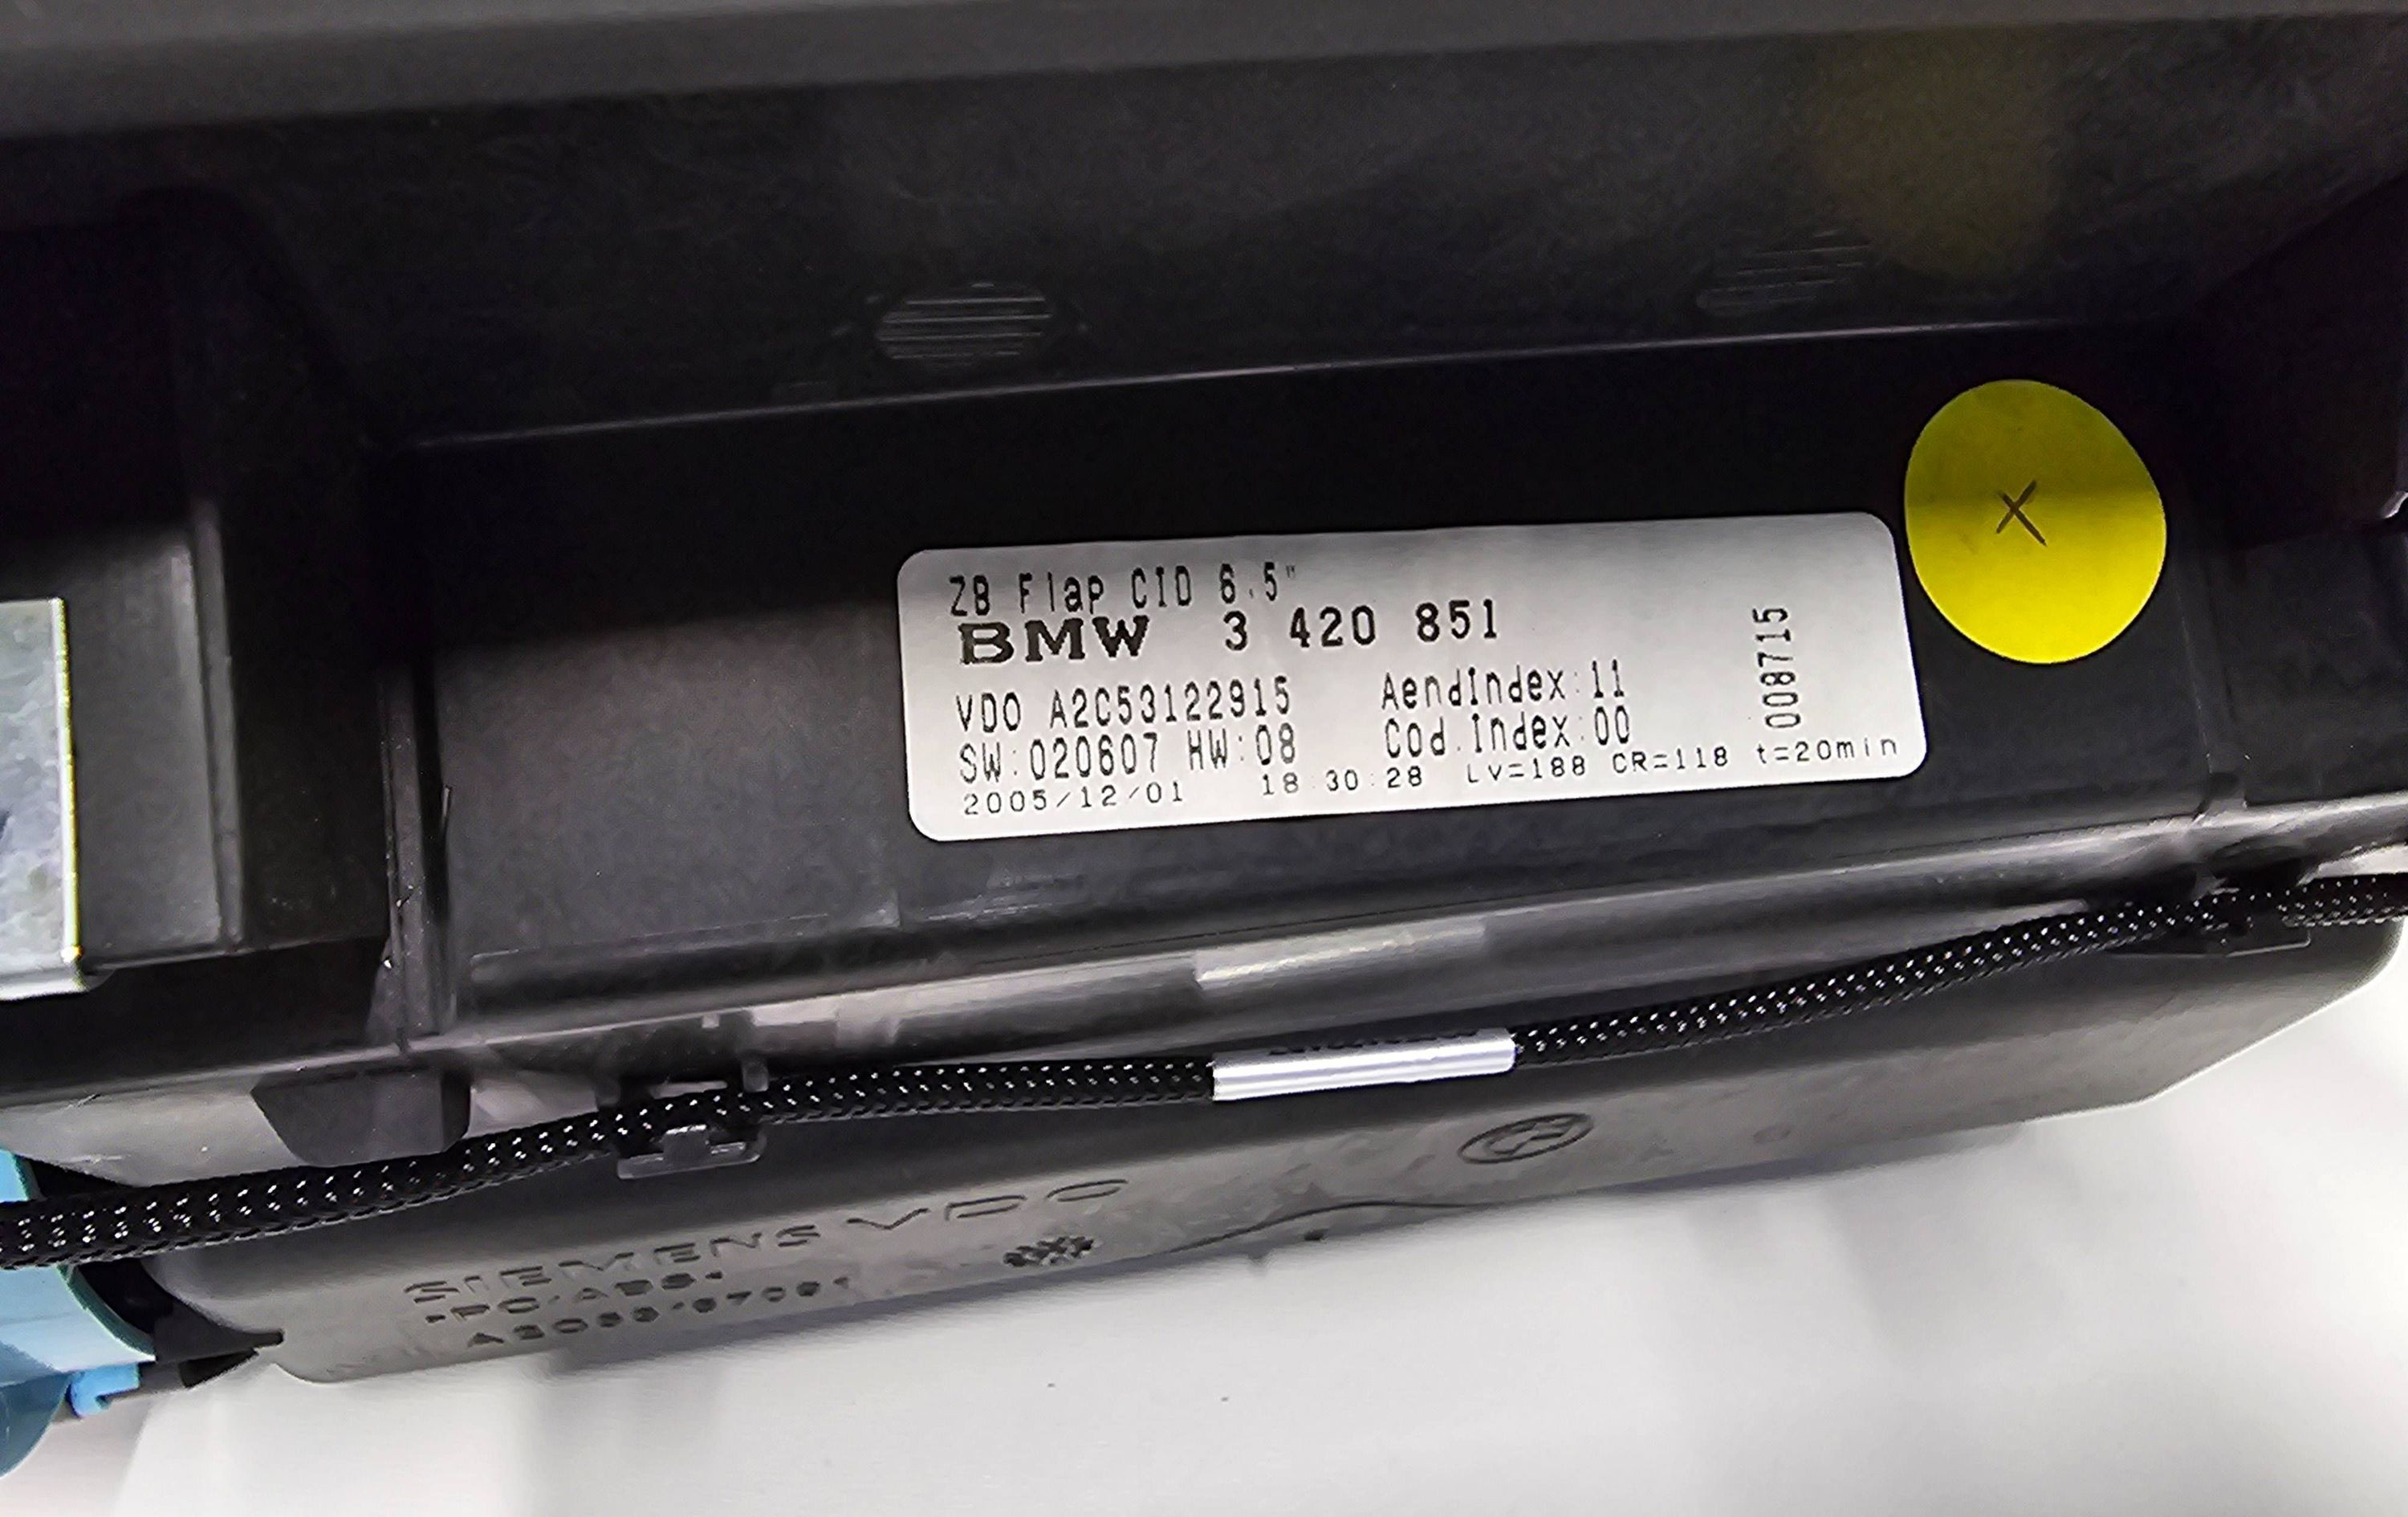 ZB Flap CID 6.5"
BMW 3 420 851
VDO A2C53122915 AendIndex:11
SW:020607 HW:08 Cod.Index:00
2005/12/01 18:30:28 LV=188 CR=118 t=20min
008715
X
SIEMENS VDO